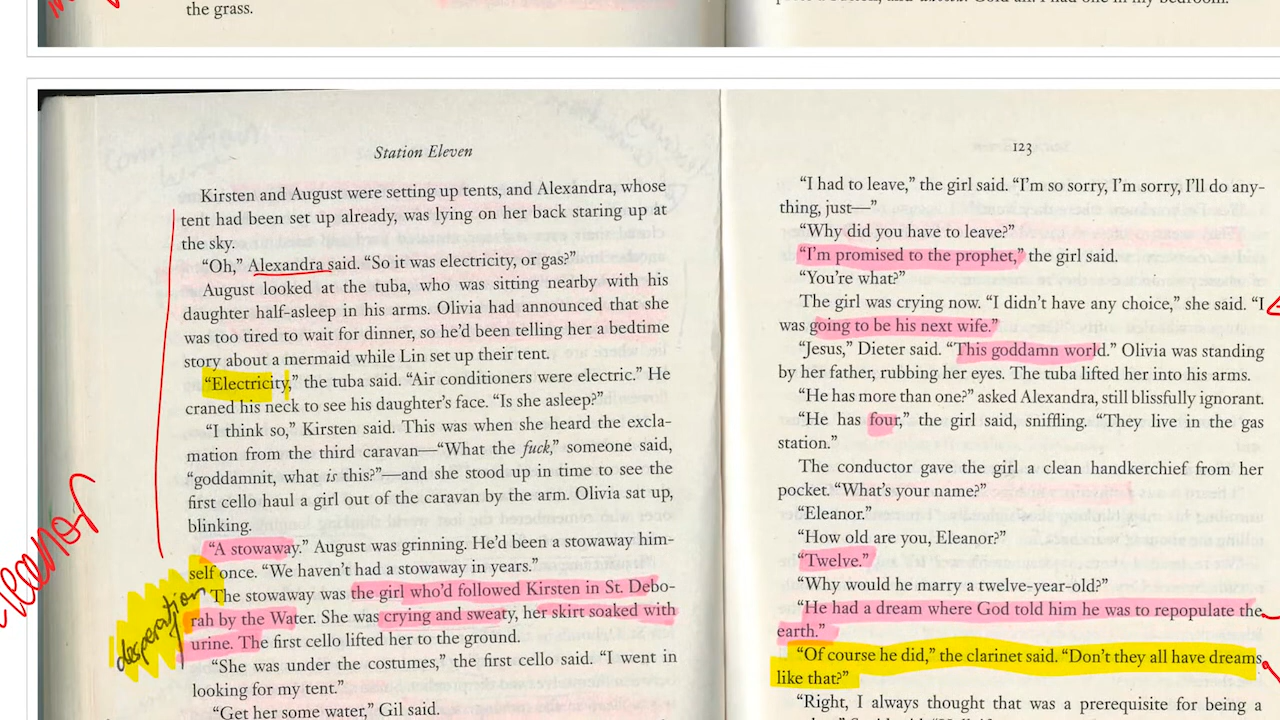 the grass.
Station Eleven
Kirsten and August were setting up tents, and Alexandra, whose
tent had been set up already, was lying on her back staring up at
the sky.
“Oh,” Alexandra said. “So it was electricity, or gas?”
August looked at the tuba, who was sitting nearby with his
daughter half-asleep in his arms. Olivia had announced that she
was too tired to wait for dinner, so he’d been telling her a bedtime
story about a mermaid while Lin set up their tent.
“Electricity,” the tuba said. “Air conditioners were electric.” He
craned his neck to see his daughter’s face. “Is she asleep?”
“I think so,” Kirsten said. This was when she heard the excla-
mation from the third caravan—“What the fuck,” someone said,
“goddamnit, what is this?”—and she stood up in time to see the
first cello haul a girl out of the caravan by the arm. Olivia sat up,
blinking.
“A stowaway.” August was grinning. He’d been a stowaway him-
self once. “We haven’t had a stowaway in years.”
The stowaway was the girl who’d followed Kirsten in St. Debo-
rah by the Water. She was crying and sweaty, her skirt soaked with
urine. The first cello lifted her to the ground.
“She was under the costumes,” the first cello said. “I went in
looking for my tent.”
“Get her some water,” Gil said.
desperation
123
“I had to leave,” the girl said. “I’m so sorry, I’m sorry, I’ll do any-
thing, just—”
“Why did you have to leave?”
“I’m promised to the prophet,” the girl said.
“You’re what?”
The girl was crying now. “I didn’t have any choice,” she said. “I
was going to be his next wife.”
“Jesus,” Dieter said. “This goddamn world.” Olivia was standing
by her father, rubbing her eyes. The tuba lifted her into his arms.
“He has more than one?” asked Alexandra, still blissfully ignorant.
“He has four,” the girl said, sniffling. “They live in the gas
station.”
The conductor gave the girl a clean handkerchief from her
pocket. “What’s your name?”
“Eleanor.”
“How old are you, Eleanor?”
“Twelve.”
“Why would he marry a twelve-year-old?”
“He had a dream where God told him he was to repopulate the
earth.”
“Of course he did,” the clarinet said. “Don’t they all have dreams
like that?”
“Right, I always thought that was a prerequisite for being a